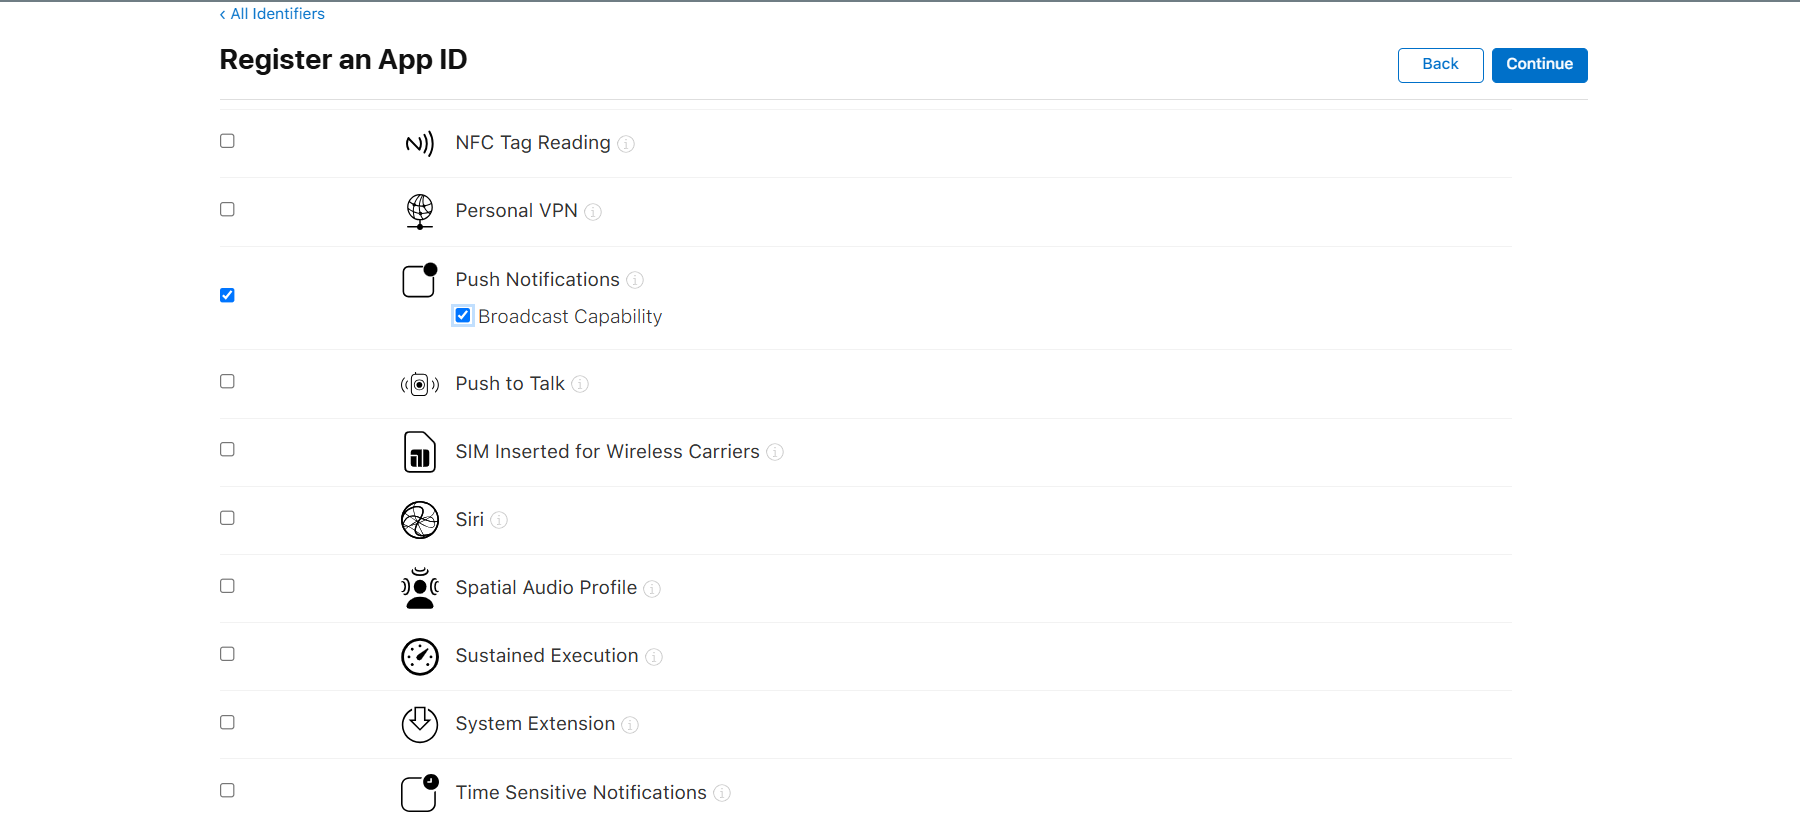 ‹ All Identifiers
Register an App ID
Back
Continue
NFC Tag Reading
Personal VPN
Push Notifications
Broadcast Capability
Push to Talk
SIM Inserted for Wireless Carriers
Siri
Spatial Audio Profile
Sustained Execution
System Extension
Time Sensitive Notifications